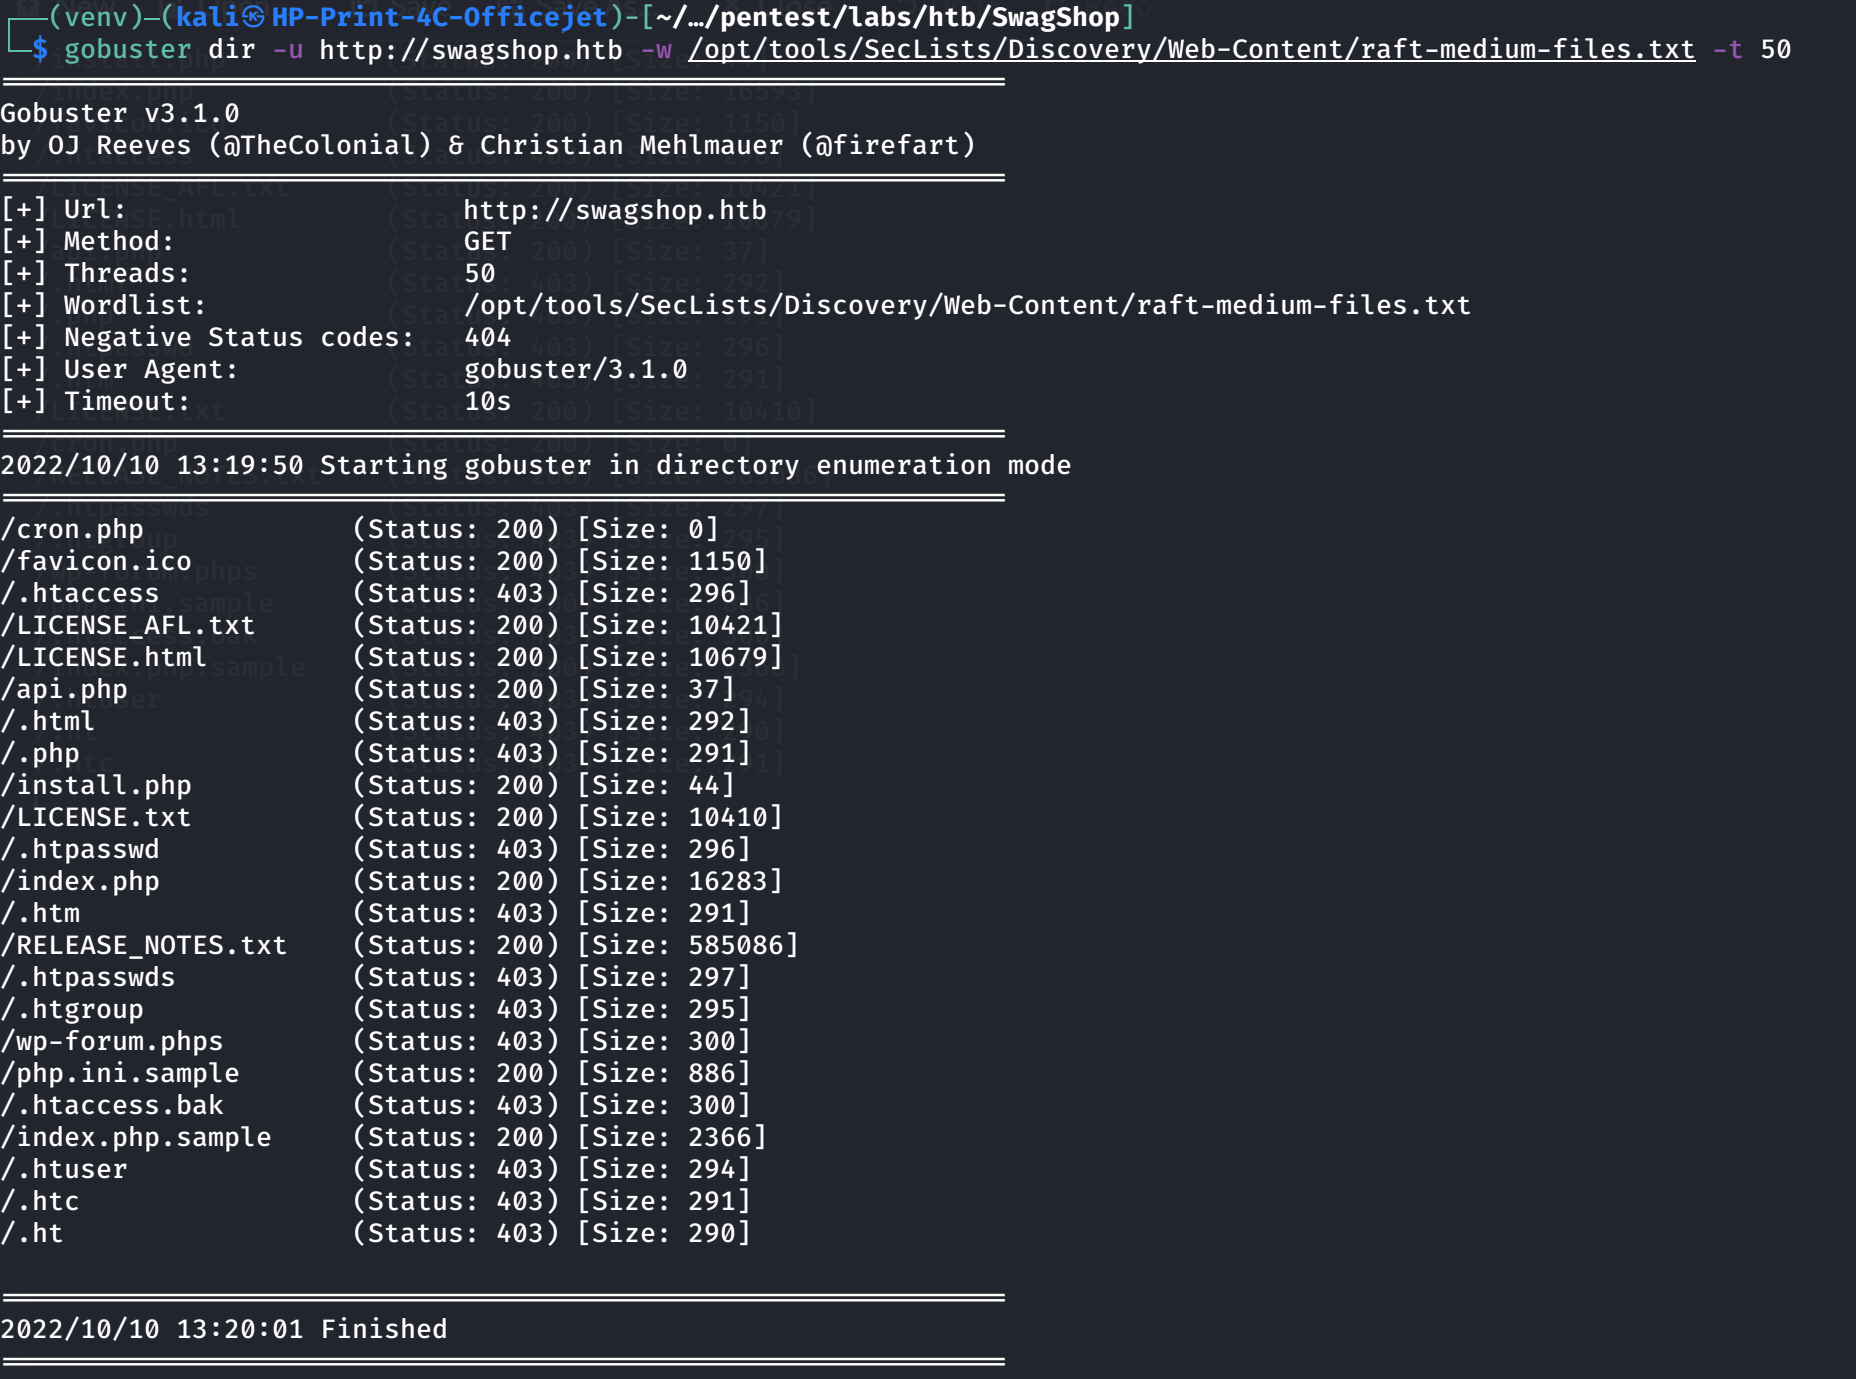 ┌──(venv)─(kali㉿HP-Print-4C-Officejet)-[~/…/pentest/labs/htb/SwagShop]
└─$ gobuster dir -u http://swagshop.htb -w /opt/tools/SecLists/Discovery/Web-Content/raft-medium-files.txt -t 50
===============================================================
Gobuster v3.1.0
by OJ Reeves (@TheColonial) & Christian Mehlmauer (@firefart)
===============================================================
[+] Url:                     http://swagshop.htb
[+] Method:                  GET
[+] Threads:                 50
[+] Wordlist:                /opt/tools/SecLists/Discovery/Web-Content/raft-medium-files.txt
[+] Negative Status codes:   404
[+] User Agent:              gobuster/3.1.0
[+] Timeout:                 10s
===============================================================
2022/10/10 13:19:50 Starting gobuster in directory enumeration mode
===============================================================
/cron.php             (Status: 200) [Size: 0]
/favicon.ico          (Status: 200) [Size: 1150]
/.htaccess            (Status: 403) [Size: 296]
/LICENSE_AFL.txt      (Status: 200) [Size: 10421]
/LICENSE.html         (Status: 200) [Size: 10679]
/api.php              (Status: 200) [Size: 37]
/.html                (Status: 403) [Size: 292]
/.php                 (Status: 403) [Size: 291]
/install.php          (Status: 200) [Size: 44]
/LICENSE.txt          (Status: 200) [Size: 10410]
/.htpasswd            (Status: 403) [Size: 296]
/index.php            (Status: 200) [Size: 16283]
/.htm                 (Status: 403) [Size: 291]
/RELEASE_NOTES.txt    (Status: 200) [Size: 585086]
/.htpasswds           (Status: 403) [Size: 297]
/.htgroup             (Status: 403) [Size: 295]
/wp-forum.phps        (Status: 403) [Size: 300]
/php.ini.sample       (Status: 200) [Size: 886]
/.htaccess.bak        (Status: 403) [Size: 300]
/index.php.sample     (Status: 200) [Size: 2366]
/.htuser              (Status: 403) [Size: 294]
/.htc                 (Status: 403) [Size: 291]
/.ht                  (Status: 403) [Size: 290]
===============================================================
2022/10/10 13:20:01 Finished
===============================================================